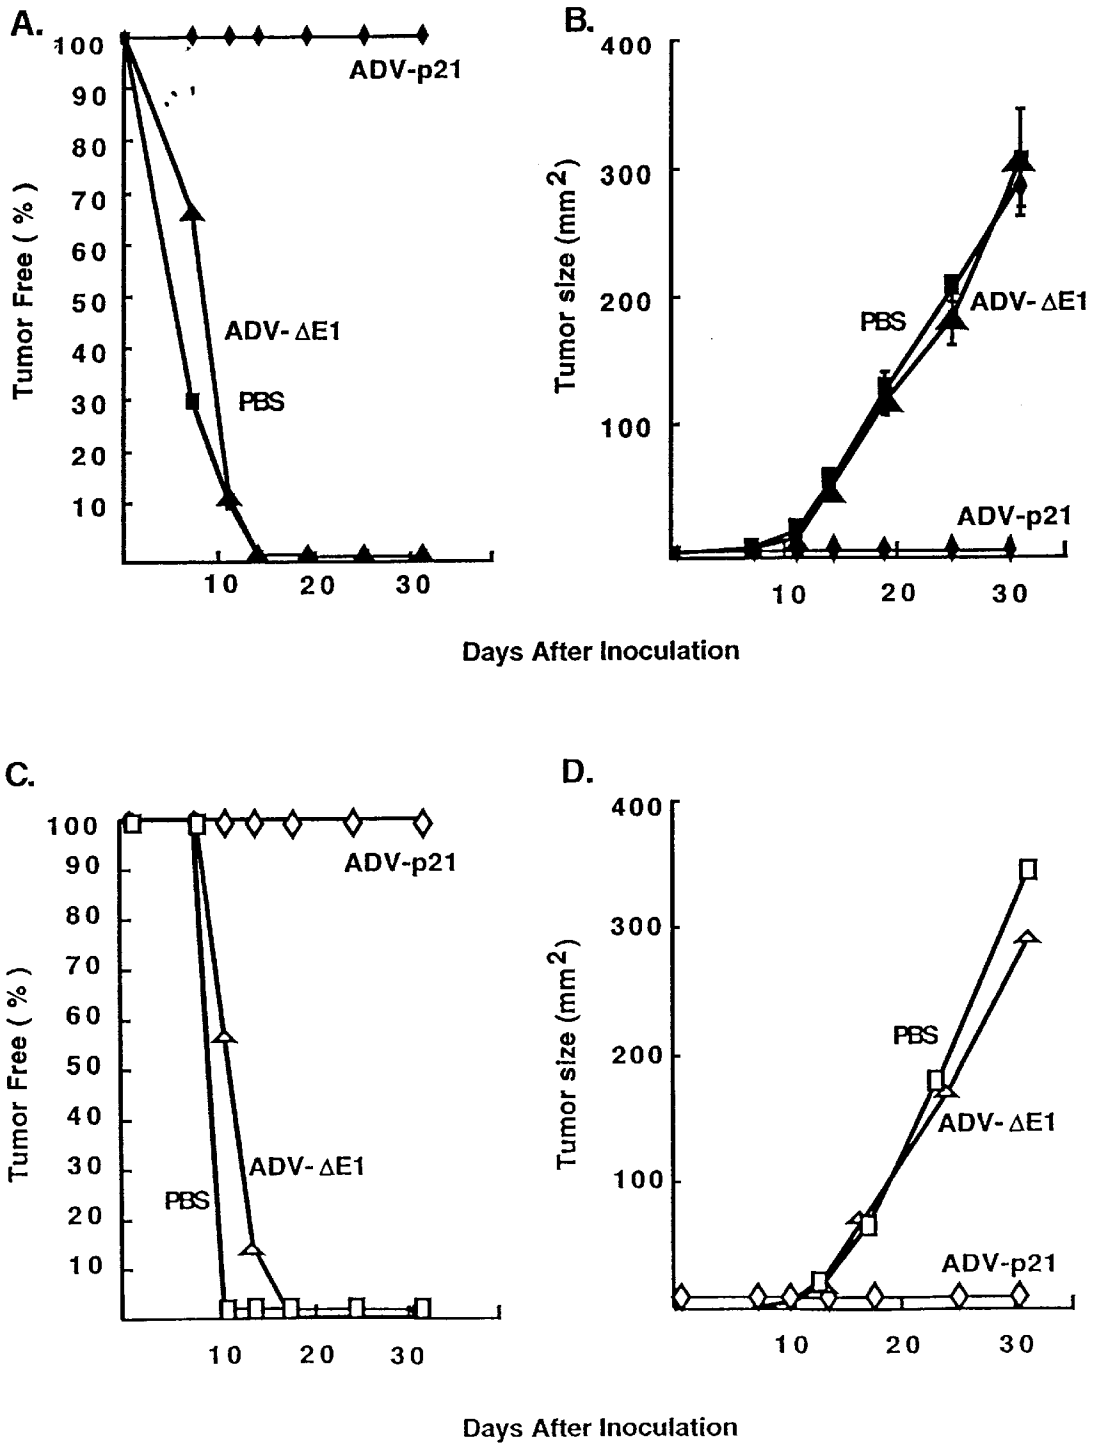 A.
100
90
80
70
60
50
40
30
20
10
Tumor Free ( % )
ADV-p21
ADV- ΔE1
PBS
10 20 30
B.
400
300
200
100
Tumor size (mm²)
PBS
ADV- ΔE1
ADV-p21
10 20 30
Days After Inoculation
C.
100
90
80
70
60
50
40
30
20
10
Tumor Free ( % )
ADV-p21
ADV- ΔE1
PBS
10 20 30
D.
400
300
200
100
Tumor size (mm²)
PBS
ADV- ΔE1
ADV-p21
10 20 30
Days After Inoculation